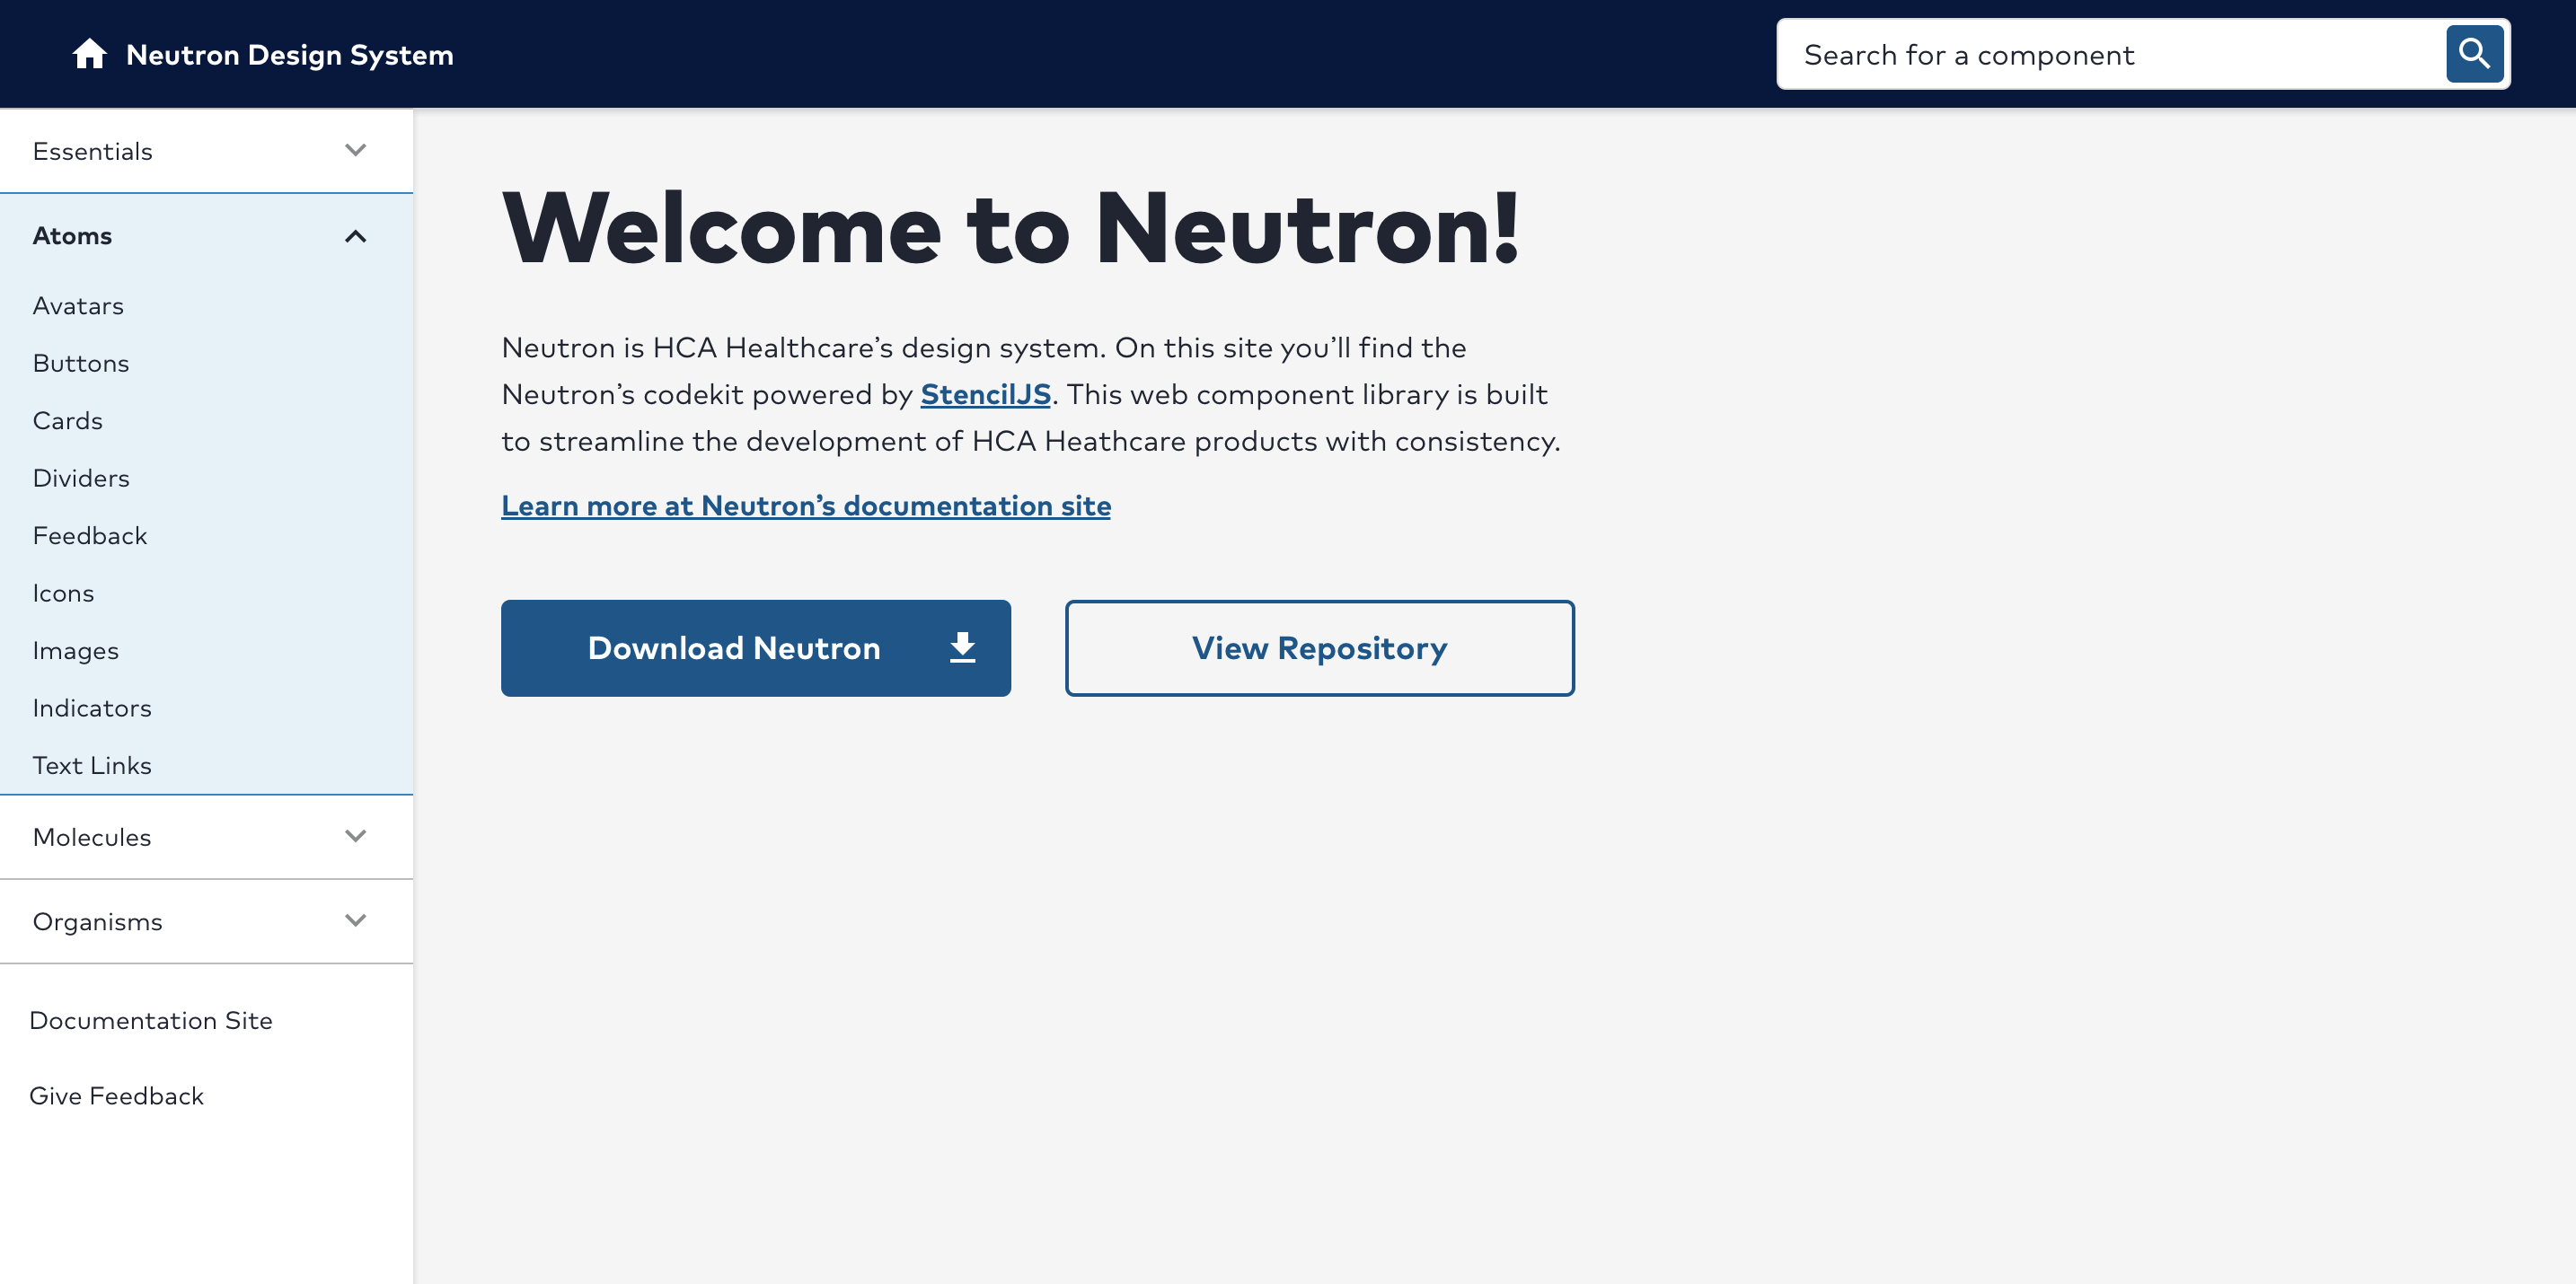 Neutron Design System
Search for a component
Essentials
Atoms
Avatars
Buttons
Cards
Dividers
Feedback
Icons
Images
Indicators
Text Links
Molecules
Organisms
Documentation Site
Give Feedback
Welcome to Neutron!
Neutron is HCA Healthcare’s design system. On this site you’ll find the
Neutron’s codekit powered by StencilJS. This web component library is built
to streamline the development of HCA Heathcare products with consistency.
Learn more at Neutron’s documentation site
Download Neutron
View Repository